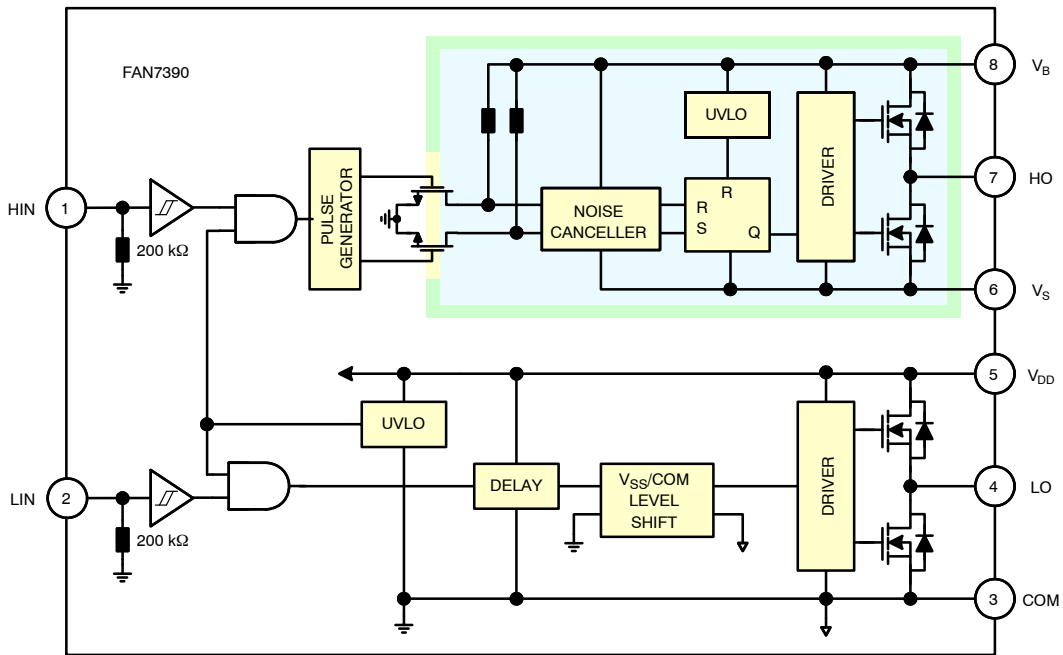 FAN7390
8
V_B
UVLO
HIN
1
200 kΩ
PULSE
GENERATOR
NOISE
CANCELLER
R
R
S
Q
DRIVER
7
HO
6
V_S
5
V_DD
UVLO
LIN
2
200 kΩ
DELAY
V_SS/COM
LEVEL
SHIFT
DRIVER
4
LO
3
COM